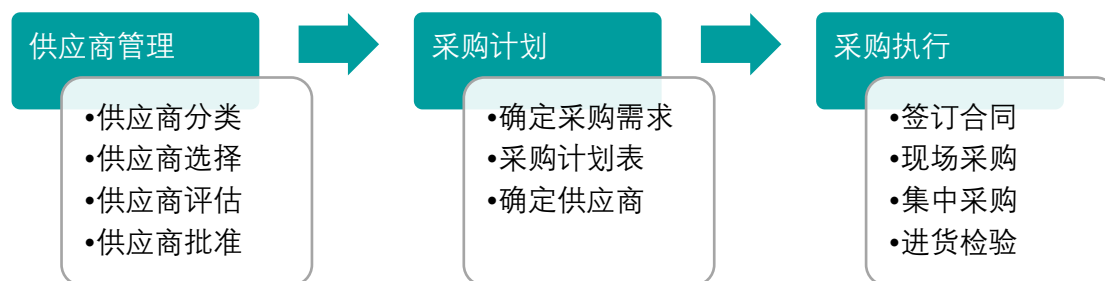 供应商管理
•供应商分类
•供应商选择
•供应商评估
•供应商批准
采购计划
•确定采购需求
•采购计划表
•确定供应商
采购执行
•签订合同
•现场采购
•集中采购
•进货检验